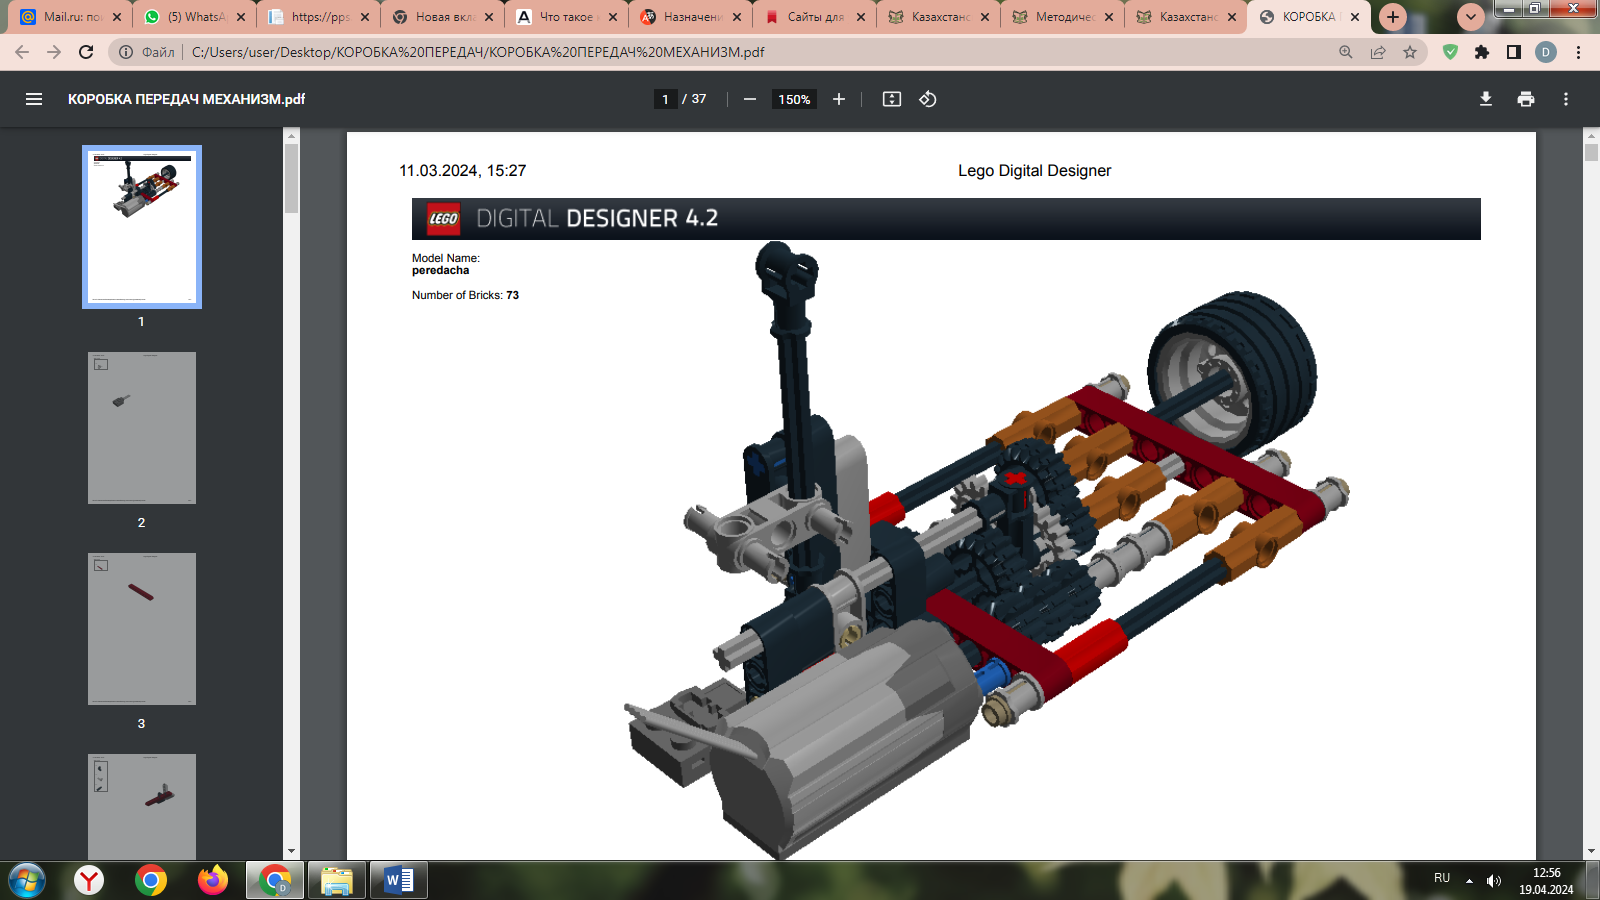 Mail.ru: по
(5) WhatsA
https://pps
Новая вкл
Что такое
Назначени
Сайты для
Казахстанс
Методичес
Казахстанс
КОРОБКА
Файл
C:/Users/user/Desktop/КОРОБКА%20ПЕРЕДАЧ/КОРОБКА%20ПЕРЕДАЧ%20МЕХАНИЗМ.pdf
D
КОРОБКА ПЕРЕДАЧ МЕХАНИЗМ.pdf
1 / 37
150%
11.03.2024, 15:27 Lego Digital Designer
LEGO DIGITAL DESIGNER 4.2
Model Name:
peredacha
Number of Bricks: 73
1
2
3
RU
12:56
19.04.2024